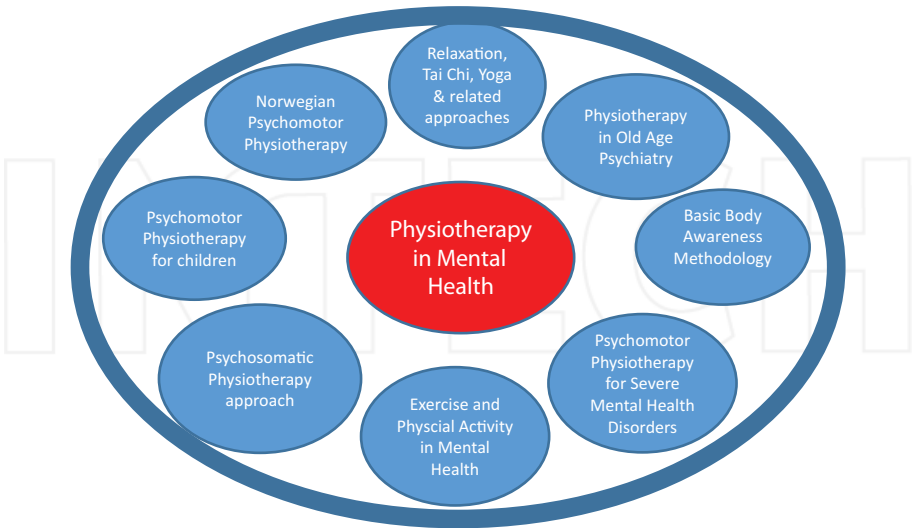 Relaxation,
Tai Chi, Yoga
& related
approaches
Norwegian
Psychomotor
Physiotherapy
Physiotherapy
in Old Age
Psychiatry
Psychomotor
Physiotherapy
for children
Physiotherapy
in Mental
Health
Basic Body
Awareness
Methodology
Psychosomatic
Physiotherapy
approach
Exercise and
Physcial Activity
in Mental
Health
Psychomotor
Physiotherapy
for Severe
Mental Health
Disorders
INTECH